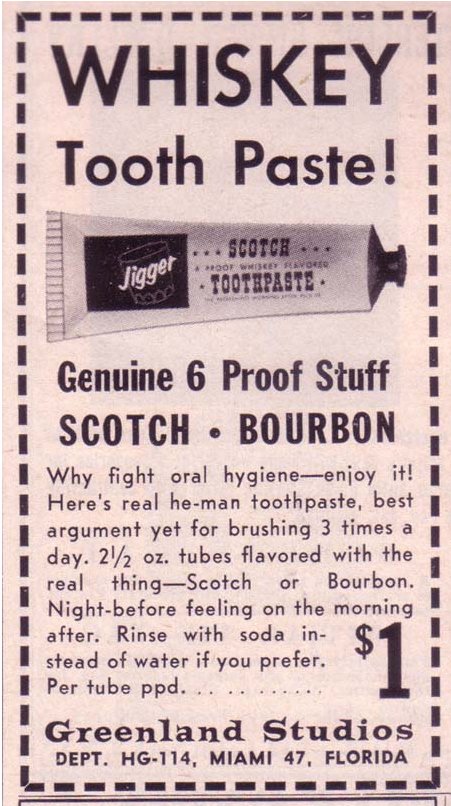 WHISKEY
Tooth Paste!
Jigger
SCOTCH
PROOF WHISKEY FLAVORED
TOOTHPASTE
Genuine 6 Proof Stuff
SCOTCH • BOURBON
Why fight oral hygiene—enjoy it!
Here's real he-man toothpaste, best
argument yet for brushing 3 times a
day. 2½ oz. tubes flavored with the
real thing—Scotch or Bourbon.
Night-before feeling on the morning
after. Rinse with soda in-
stead of water if you prefer.
Per tube ppd. . . . . . . . . . . .
$1
Greenland Studios
DEPT. HG-114, MIAMI 47, FLORIDA